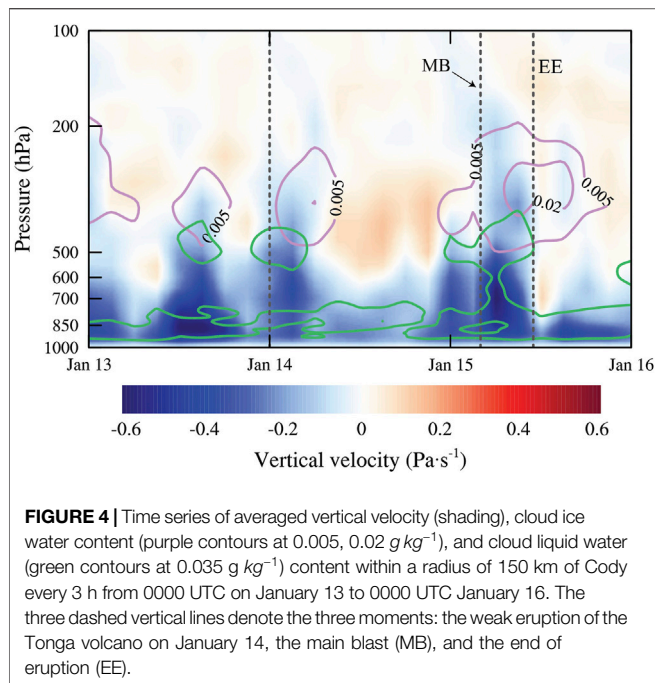 100
MB
EE
200
0.005
0.005
0.005
0.005
0.02
Pressure (hPa)
500
600
700
850
1000
Jan 13
Jan 14
Jan 15
Jan 16
-0.6
-0.4
-0.2
0
0.2
0.4
0.6
Vertical velocity (Pa·s⁻¹)
FIGURE 4 | Time series of averaged vertical velocity (shading), cloud ice
water content (purple contours at 0.005, 0.02 g kg⁻¹), and cloud liquid water
(green contours at 0.035 g kg⁻¹) content within a radius of 150 km of Cody
every 3 h from 0000 UTC on January 13 to 0000 UTC January 16. The
three dashed vertical lines denote the three moments: the weak eruption of the
Tonga volcano on January 14, the main blast (MB), and the end of
eruption (EE).